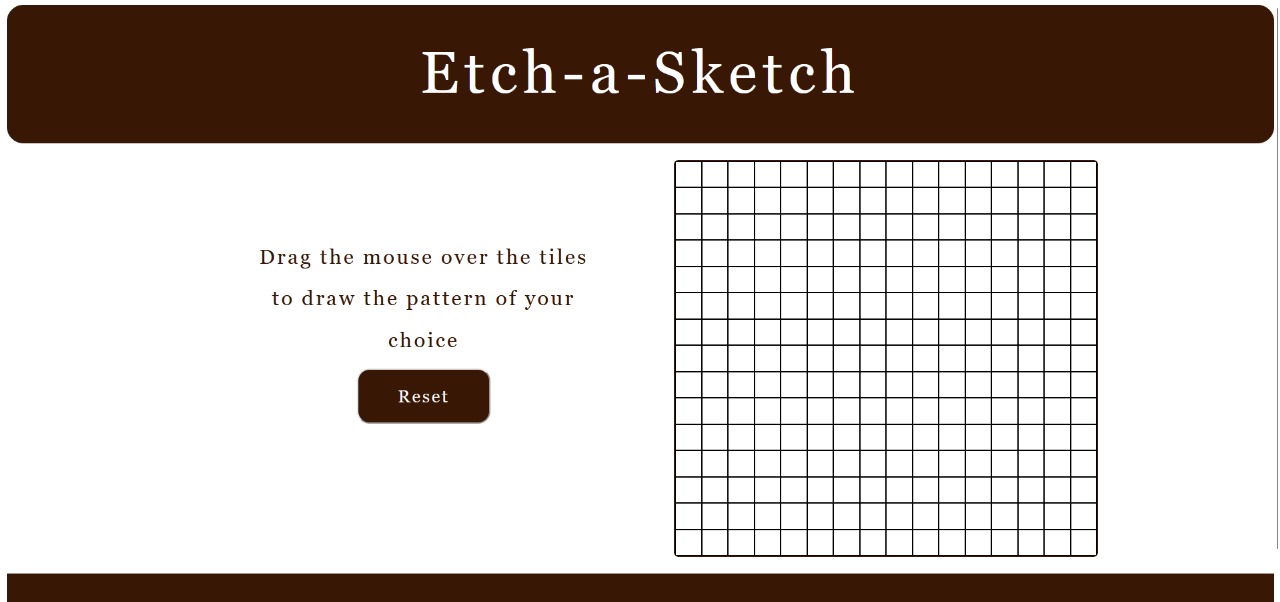 Etch-a-Sketch
Drag the mouse over the tiles
to draw the pattern of your
choice
Reset